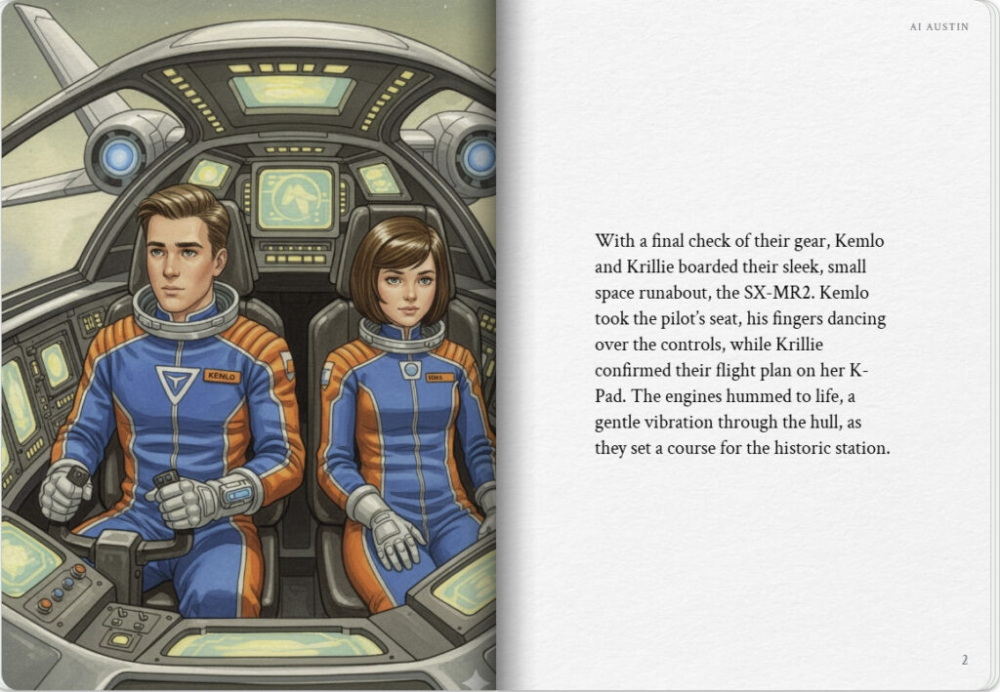 KENLO
AI AUSTIN
With a final check of their gear, Kemlo
and Krillie boarded their sleek, small
space runabout, the SX-MR2. Kemlo
took the pilot’s seat, his fingers dancing
over the controls, while Krillie
confirmed their flight plan on her K-
Pad. The engines hummed to life, a
gentle vibration through the hull, as
they set a course for the historic station.
2